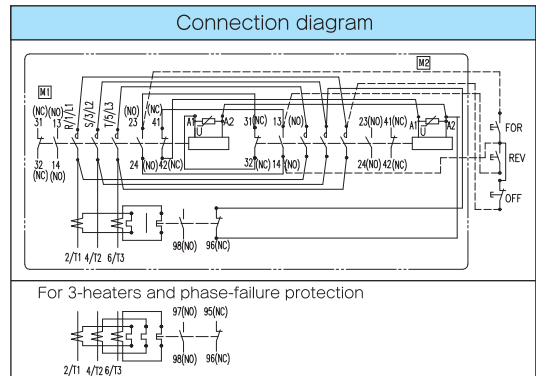 Connection diagram
M1
M2
(NC) (NO)
31 13
R/1/L1
S/3/L2
T/5/L3
(NO) (NC)
23 41
A1 A2
U
31(NC) 13(NO)
23(NO) 41(NC)
A1 A2
U
FOR
REV
OFF
32 14
(NC) (NO)
24(NO) 42(NC)
32(NC) 14(NO)
24(NO) 42(NC)
2/T1 4/T2 6/T3
98(NO)
96(NC)
For 3-heaters and phase-failure protection
97(NO) 95(NC)
98(NO)
96(NC)
2/T1 4/T2 6/T3